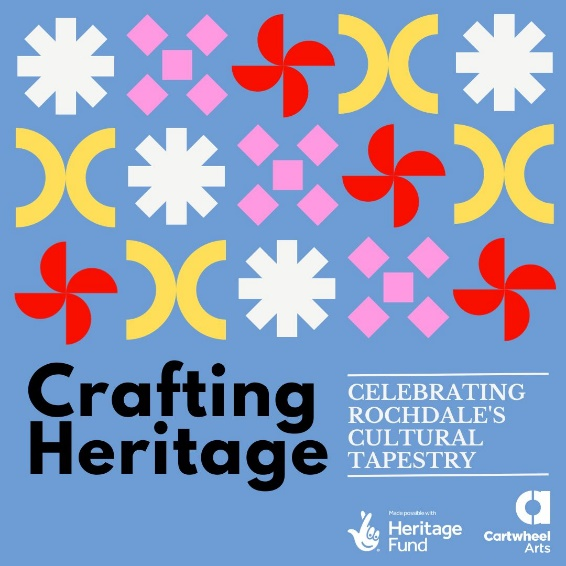 Crafting
Heritage
CELEBRATING
ROCHDALE'S
CULTURAL
TAPESTRY
Made possible with
Heritage
Fund
Cartwheel
Arts